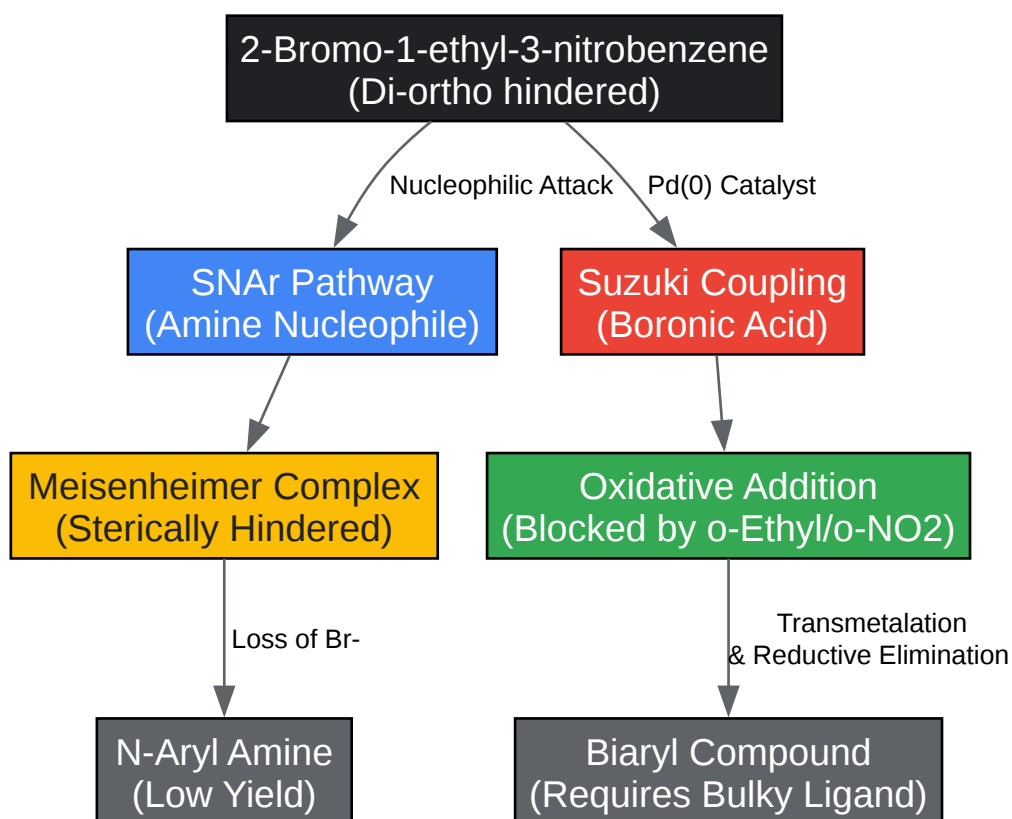 2-Bromo-1-ethyl-3-nitrobenzene
(Di-ortho hindered)
Nucleophilic Attack
Pd(0) Catalyst
SNAr Pathway
(Amine Nucleophile)
Suzuki Coupling
(Boronic Acid)
Meisenheimer Complex
(Sterically Hindered)
Oxidative Addition
(Blocked by o-Ethyl/o-NO2)
Loss of Br-
Transmetalation
& Reductive Elimination
N-Aryl Amine
(Low Yield)
Biaryl Compound
(Requires Bulky Ligand)